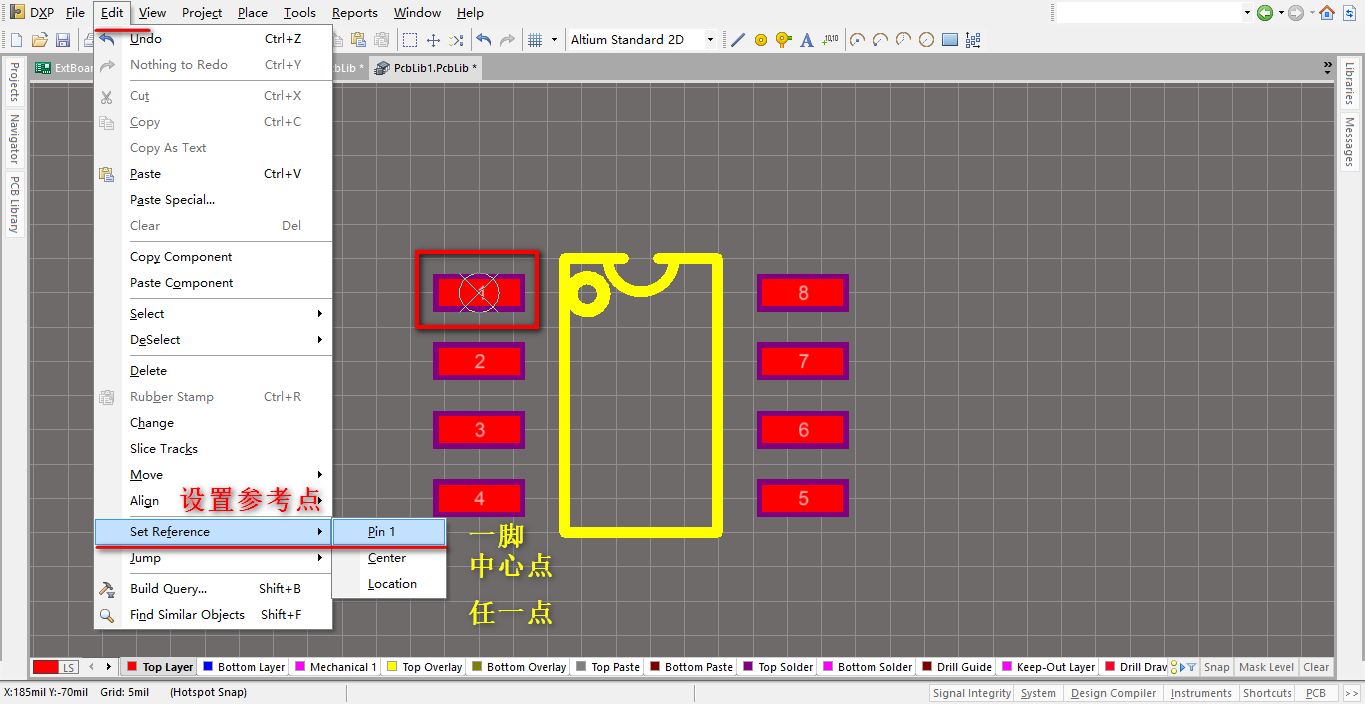 DXP File Edit View Project Place Tools Reports Window Help
Altium Standard 2D
10,10
ExtBoar
bLib *
PcbLib1.PcbLib *
Projects
Navigator
PCB Library
Libraries
Messages
Undo Ctrl+Z
Nothing to Redo Ctrl+Y
Cut Ctrl+X
Copy Ctrl+C
Copy As Text
Paste Ctrl+V
Paste Special...
Clear Del
Copy Component
Paste Component
Select
DeSelect
Delete
Rubber Stamp Ctrl+R
Change
Slice Tracks
Move
Align
设置参考点
Set Reference
Jump
Build Query... Shift+B
Find Similar Objects Shift+F
Pin 1
Center
Location
一脚
中心点
任一点
1
2
3
4
8
7
6
5
LS
Top Layer
Bottom Layer
Mechanical 1
Top Overlay
Bottom Overlay
Top Paste
Bottom Paste
Top Solder
Bottom Solder
Drill Guide
Keep-Out Layer
Drill Draw
Snap
Mask Level
Clear
X:185mil Y:-70mil Grid: 5mil (Hotspot Snap)
Signal Integrity
System
Design Compiler
Instruments
Shortcuts
PCB
>>